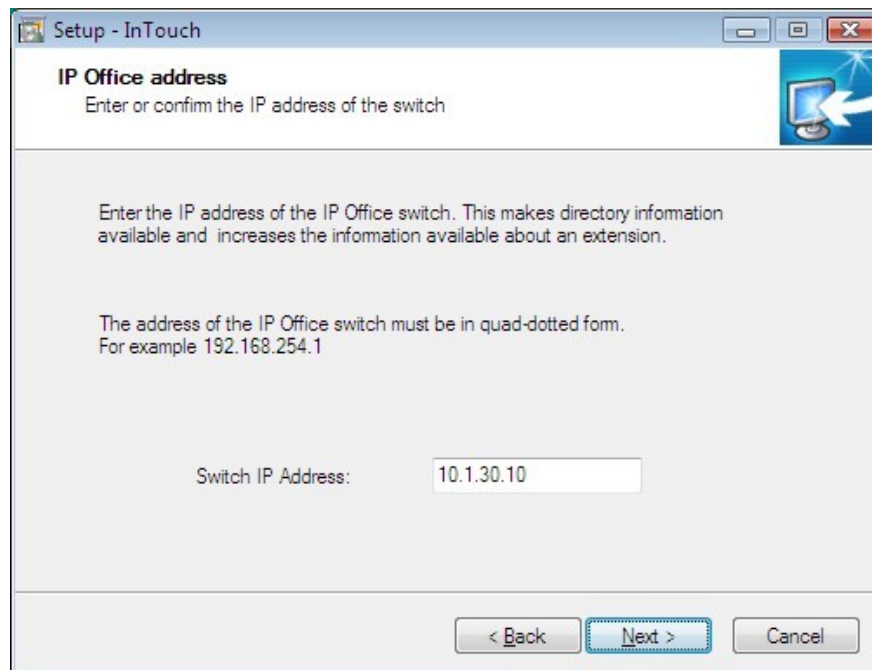 Setup - InTouch
IP Office address
Enter or confirm the IP address of the switch
Enter the IP address of the IP Office switch. This makes directory information
available and increases the information available about an extension.
The address of the IP Office switch must be in quad-dotted form.
For example 192.168.254.1
Switch IP Address: 10.1.30.10
< Back Next > Cancel